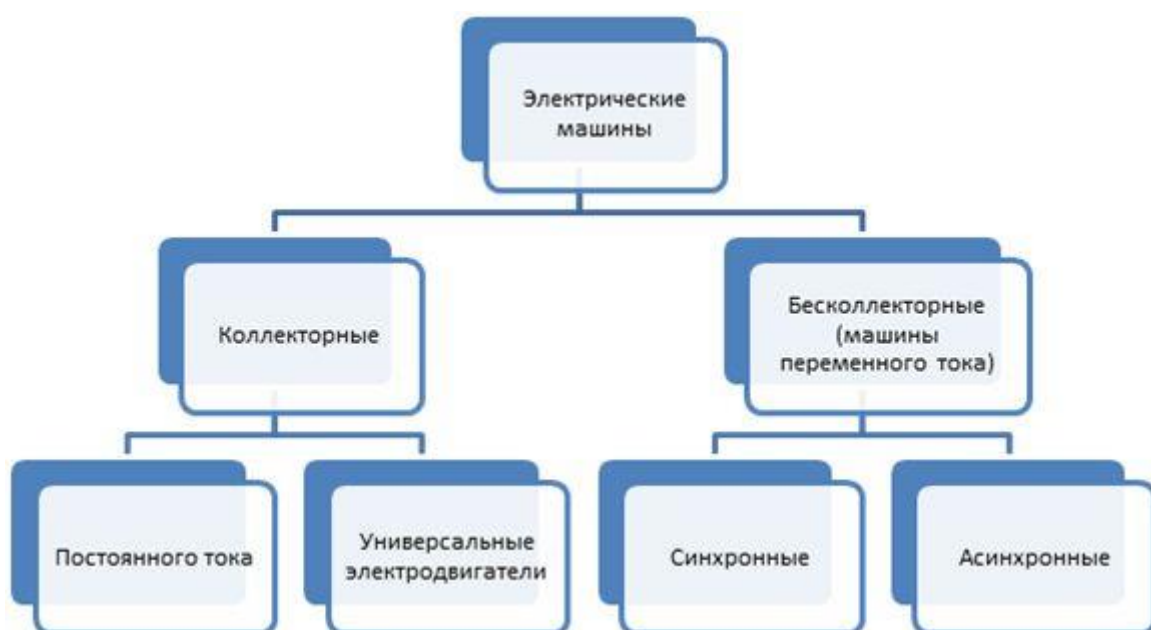 Электрические
машины
Коллекторные
Бесколлекторные
(машины
переменного тока)
Постоянного тока
Универсальные
электродвигатели
Синхронные
Асинхронные